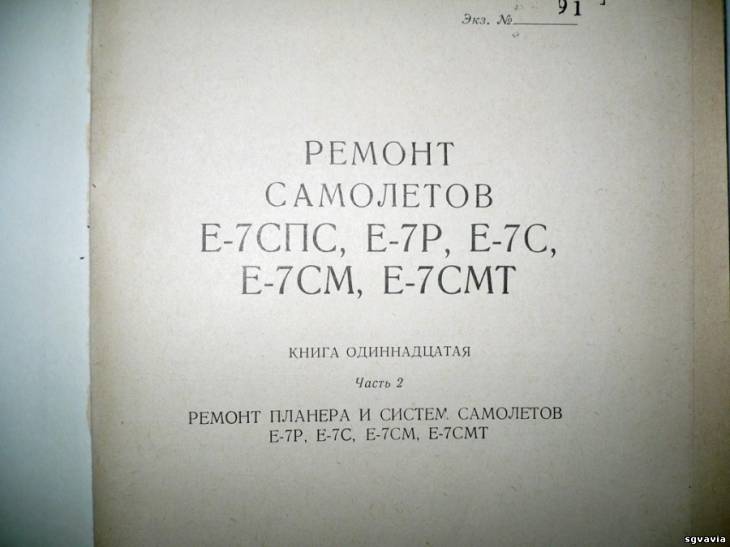 Экз. № 91
РЕМОНТ
САМОЛЕТОВ
Е-7СПС, Е-7Р, Е-7С,
Е-7СМ, Е-7СМТ
КНИГА ОДИННАДЦАТАЯ
Часть 2
РЕМОНТ ПЛАНЕРА И СИСТЕМ САМОЛЕТОВ
Е-7Р, Е-7С, Е-7СМ, Е-7СМТ
sgvavia